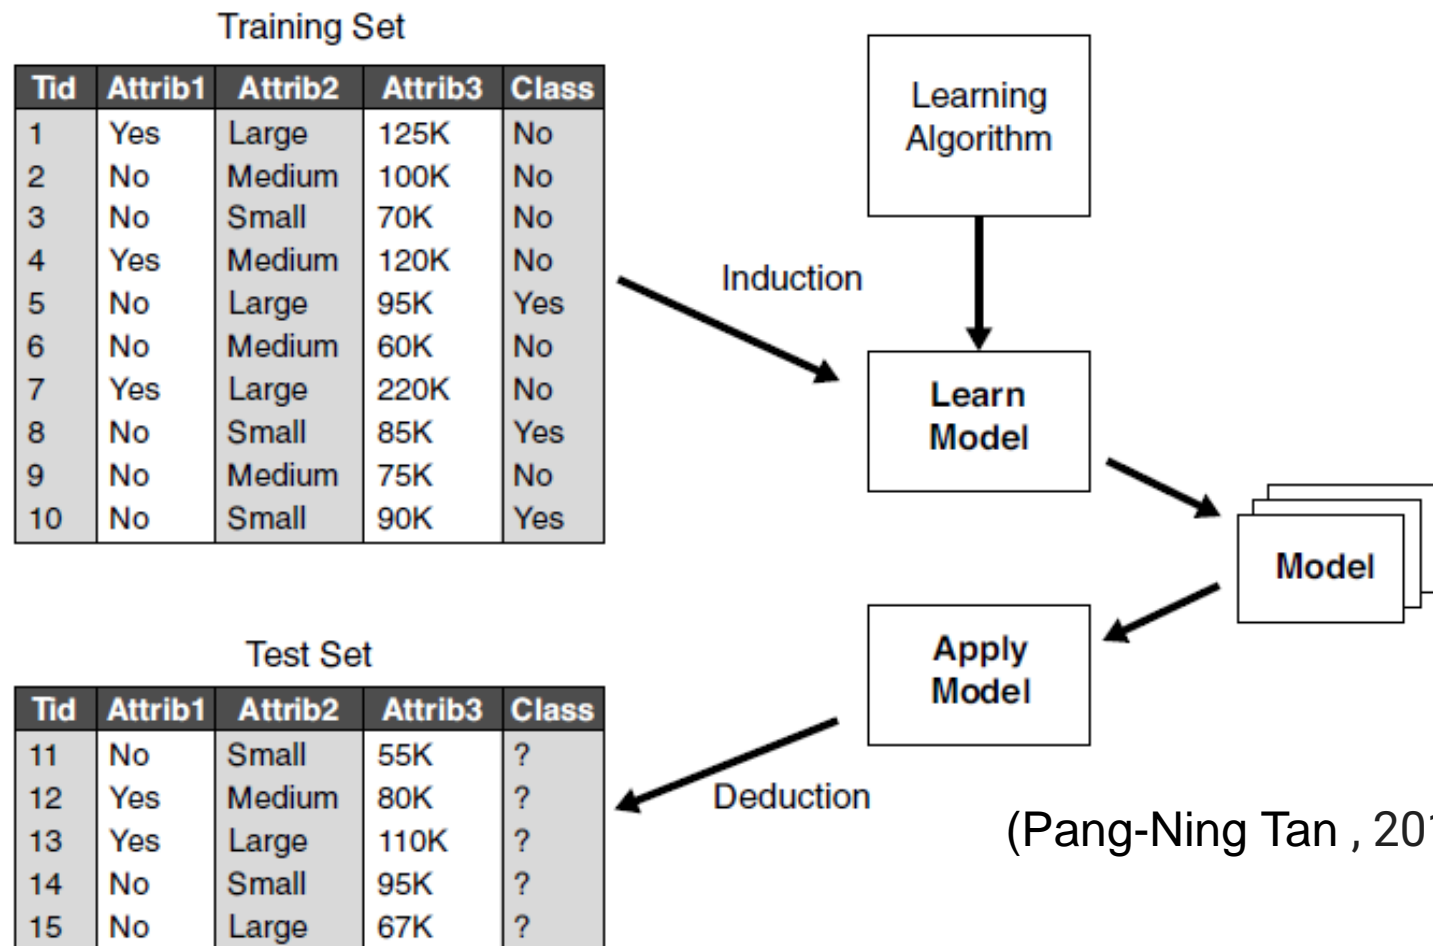 Training Set
Tid Attrib1 Attrib2 Attrib3 Class
1 Yes Large 125K No
2 No Medium 100K No
3 No Small 70K No
4 Yes Medium 120K No
5 No Large 95K Yes
6 No Medium 60K No
7 Yes Large 220K No
8 No Small 85K Yes
9 No Medium 75K No
10 No Small 90K Yes
Learning
Algorithm
Induction
Learn
Model
Model
Apply
Model
Deduction
Test Set
Tid Attrib1 Attrib2 Attrib3 Class
11 No Small 55K ?
12 Yes Medium 80K ?
13 Yes Large 110K ?
14 No Small 95K ?
15 No Large 67K ?
(Pang-Ning Tan , 201